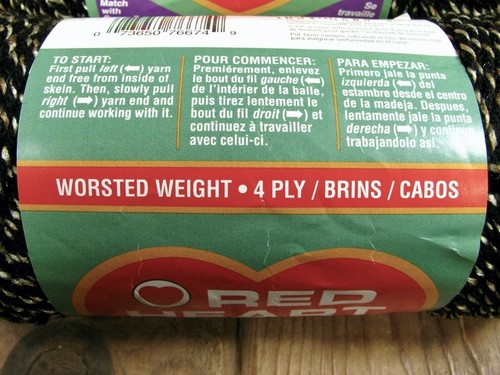 Match
with
Se
travaille
0 73650 76674 9
TO START:
First pull left (⬅) yarn
end free from inside of
skein. Then, slowly pull
right (➡) yarn end and
continue working with it.
POUR COMMENCER:
Premièrement, enlevez
le bout du fil gauche (⬅)
de l'intérier de la balle,
puis tirez lentement le
bout du fil droit (➡) et
continuez à travailler
avec celui-ci.
PARA EMPEZAR:
Primero jale la punta
izquierda (⬅) del
estambre desde el centro
de la madeja. Despues,
lentamente jale la punta
derecha (➡) y continu
trabajandolo asi.
WORSTED WEIGHT • 4 PLY / BRINS / CABOS
RED
HEART